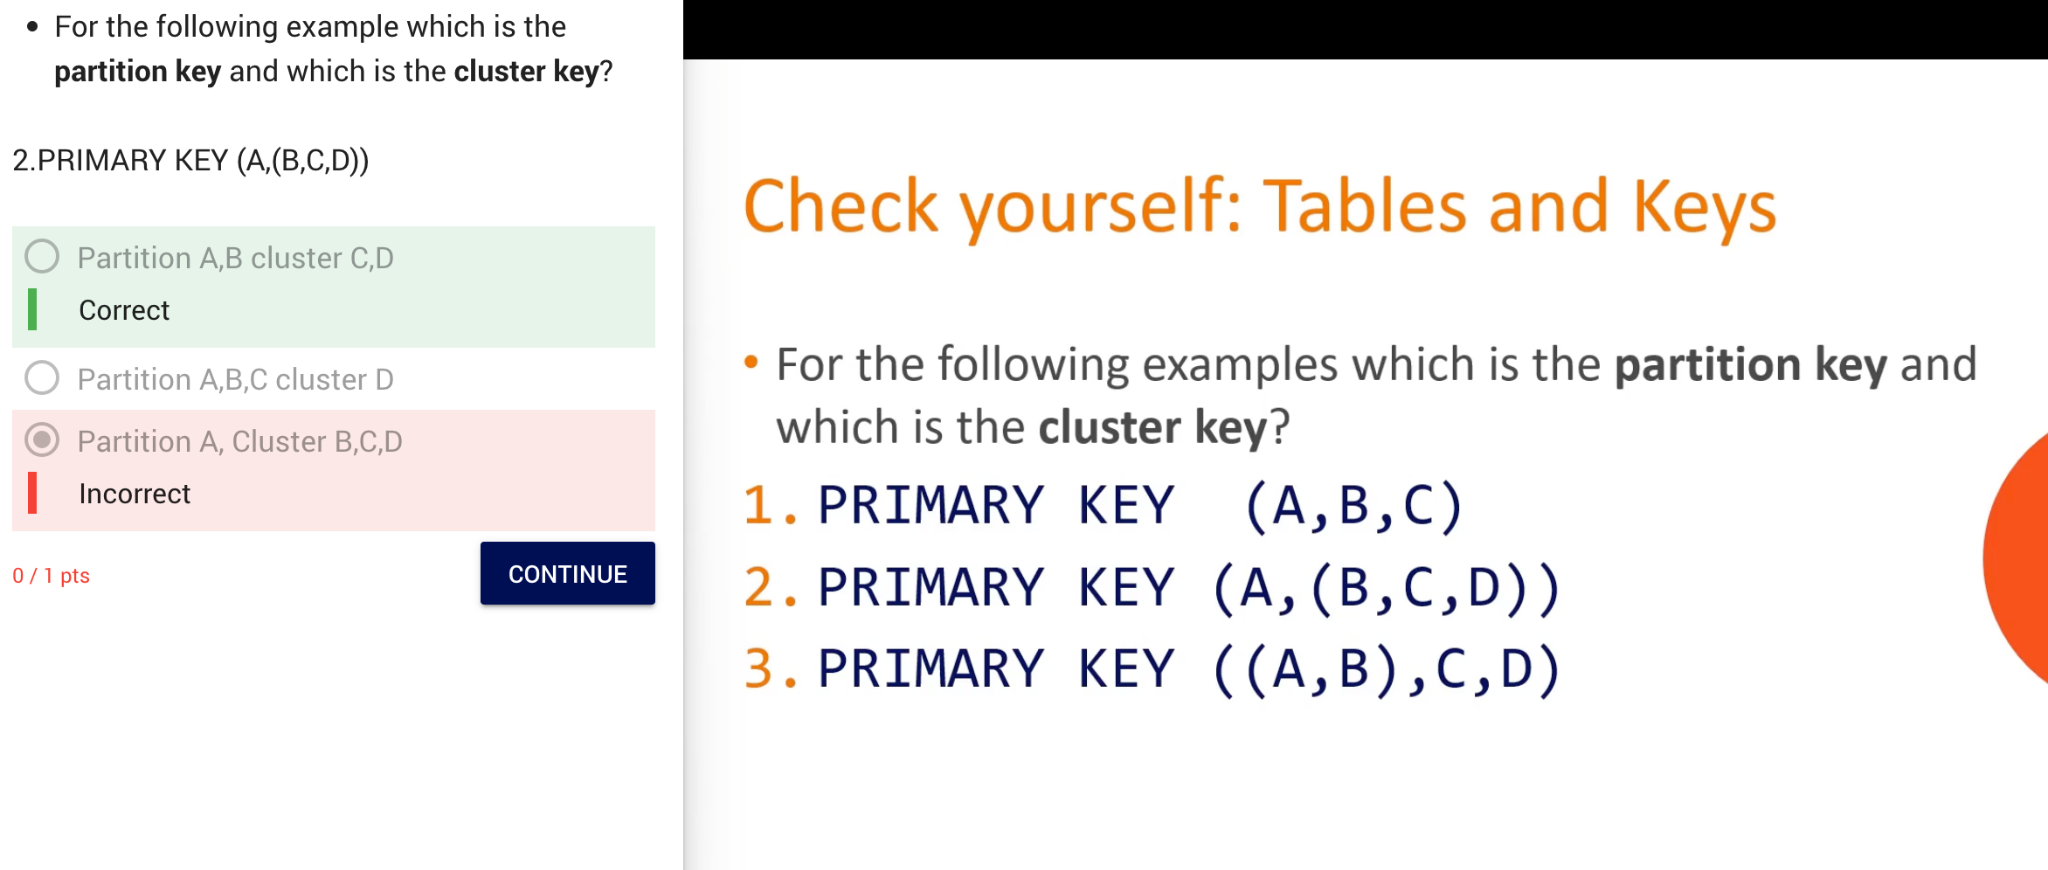 • For the following example which is the
partition key and which is the cluster key?
2.PRIMARY KEY (A,(B,C,D))
Partition A,B cluster C,D
Correct
Partition A,B,C cluster D
Partition A, Cluster B,C,D
Incorrect
0 / 1 pts
CONTINUE
Check yourself: Tables and Keys
• For the following examples which is the partition key and
which is the cluster key?
1. PRIMARY KEY (A,B,C)
2. PRIMARY KEY (A,(B,C,D))
3. PRIMARY KEY ((A,B),C,D)